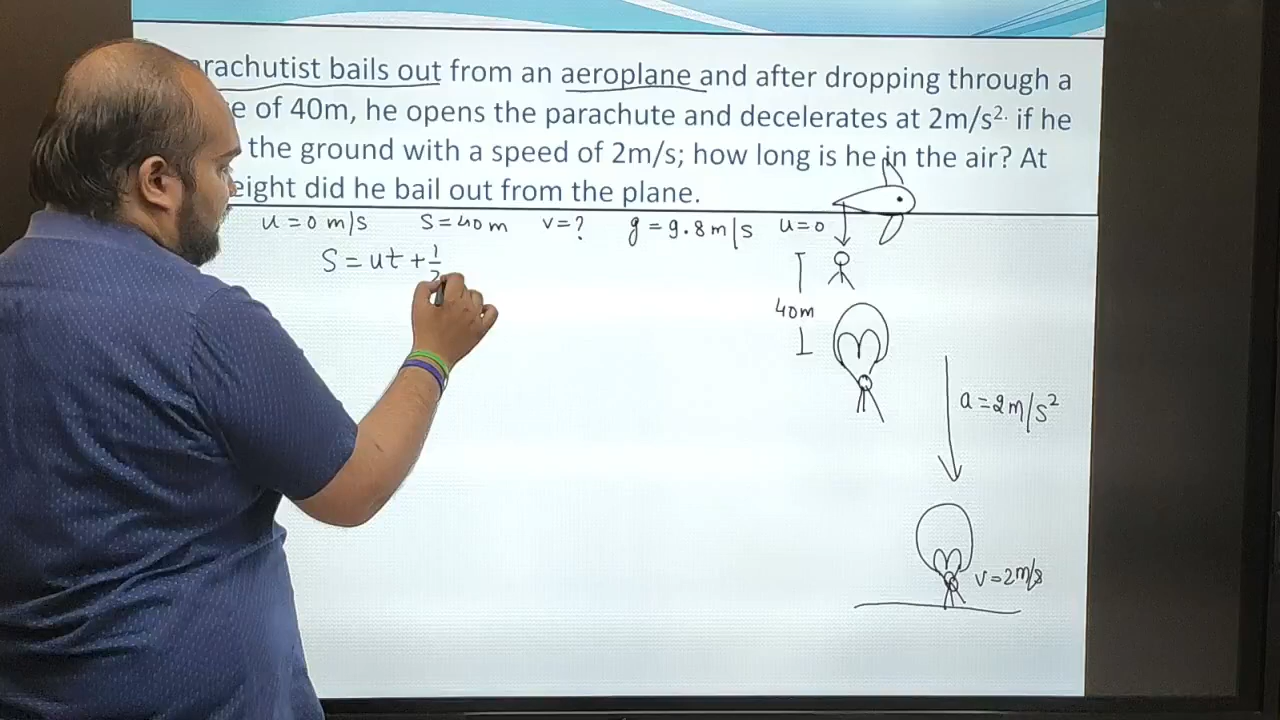 rachutist bails out from an aeroplane and after dropping through a
e of 40m, he opens the parachute and decelerates at 2m/s². if he
the ground with a speed of 2m/s; how long is he in the air? At
eight did he bail out from the plane.
u = 0 m/s s = 40m v = ? g = 9.8 m/s u = 0
S = ut + 1/2
40m
a = 2m/s²
v = 2m/s